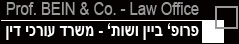 Prof. BEIN & Co. - Law Office
פרופ' ביין ושות' - משרד עורכי דין